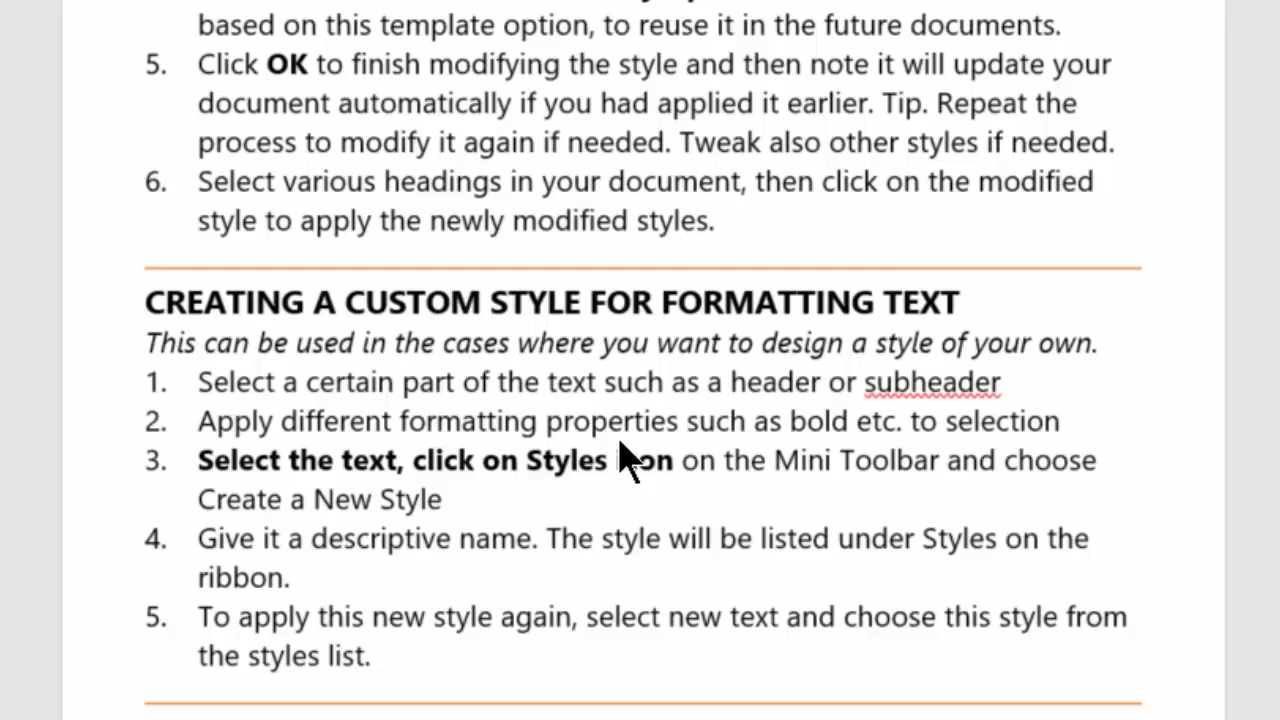 based on this template option, to reuse it in the future documents.
5. Click OK to finish modifying the style and then note it will update your
document automatically if you had applied it earlier. Tip. Repeat the
process to modify it again if needed. Tweak also other styles if needed.
6. Select various headings in your document, then click on the modified
style to apply the newly modified styles.
CREATING A CUSTOM STYLE FOR FORMATTING TEXT
This can be used in the cases where you want to design a style of your own.
1. Select a certain part of the text such as a header or subheader
2. Apply different formatting properties such as bold etc. to selection
3. Select the text, click on Styles icon on the Mini Toolbar and choose
Create a New Style
4. Give it a descriptive name. The style will be listed under Styles on the
ribbon.
5. To apply this new style again, select new text and choose this style from
the styles list.